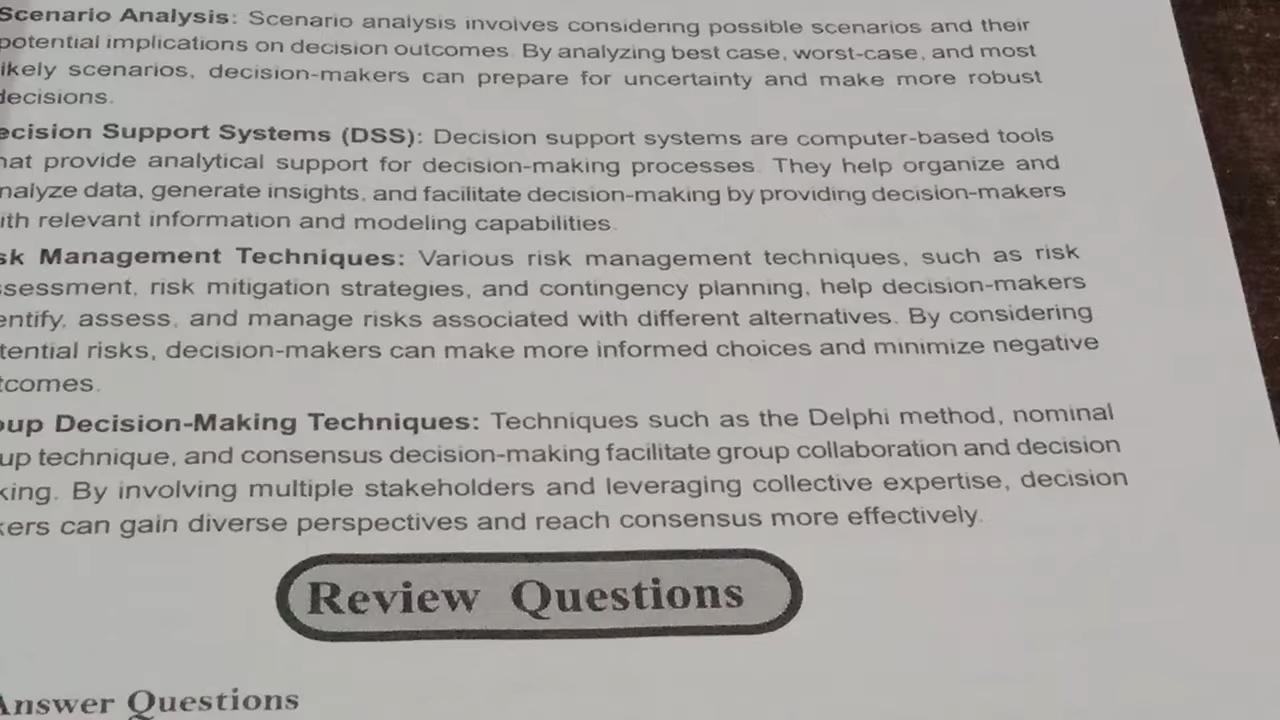 Scenario Analysis: Scenario analysis involves considering possible scenarios and their
potential implications on decision outcomes. By analyzing best case, worst-case, and most
ikely scenarios, decision-makers can prepare for uncertainty and make more robust
decisions.
ecision Support Systems (DSS): Decision support systems are computer-based tools
hat provide analytical support for decision-making processes. They help organize and
nalyze data, generate insights, and facilitate decision-making by providing decision-makers
ith relevant information and modeling capabilities.
sk Management Techniques: Various risk management techniques, such as risk
ssessment, risk mitigation strategies, and contingency planning, help decision-makers
entify, assess, and manage risks associated with different alternatives. By considering
tential risks, decision-makers can make more informed choices and minimize negative
tcomes.
oup Decision-Making Techniques: Techniques such as the Delphi method, nominal
up technique, and consensus decision-making facilitate group collaboration and decision
king. By involving multiple stakeholders and leveraging collective expertise, decision
kers can gain diverse perspectives and reach consensus more effectively.
Review Questions
Answer Questions